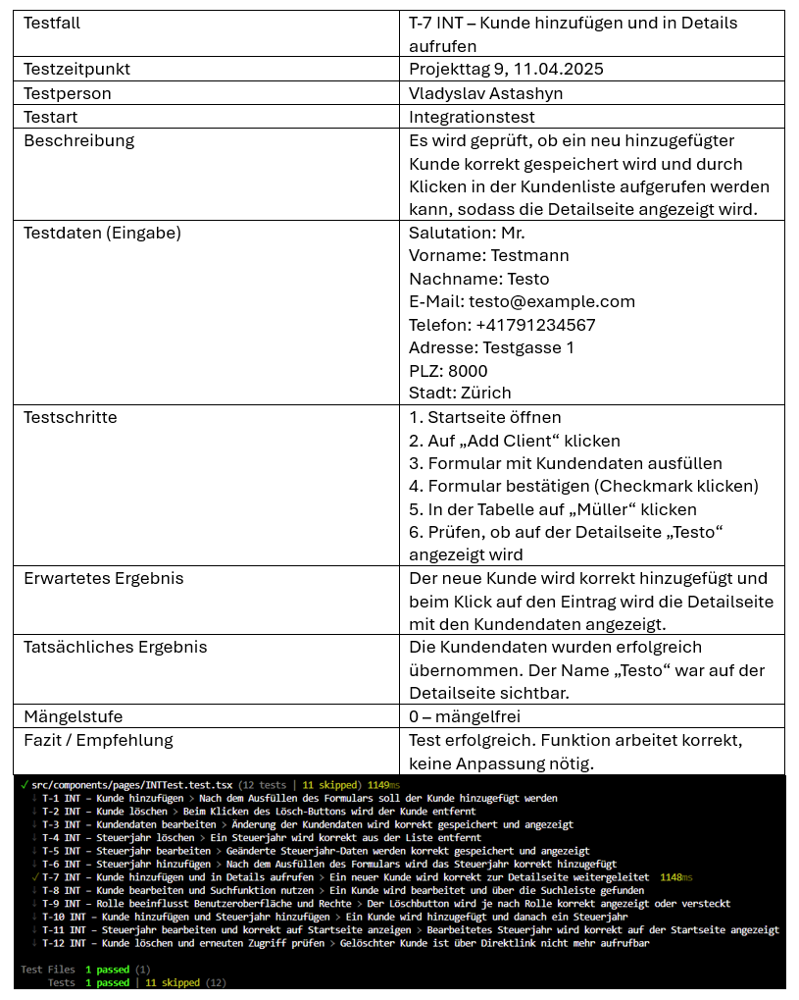 Testfall
T-7 INT – Kunde hinzufügen und in Details
aufrufen
Testzeitpunkt
Projekttag 9, 11.04.2025
Testperson
Vladyslav Astashyn
Testart
Integrationstest
Beschreibung
Es wird geprüft, ob ein neu hinzugefügter
Kunde korrekt gespeichert wird und durch
Klicken in der Kundenliste aufgerufen werden
kann, sodass die Detailseite angezeigt wird.
Testdaten (Eingabe)
Salutation: Mr.
Vorname: Testmann
Nachname: Testo
E-Mail: testo@example.com
Telefon: +41791234567
Adresse: Testgasse 1
PLZ: 8000
Stadt: Zürich
Testschritte
1. Startseite öffnen
2. Auf „Add Client“ klicken
3. Formular mit Kundendaten ausfüllen
4. Formular bestätigen (Checkmark klicken)
5. In der Tabelle auf „Müller“ klicken
6. Prüfen, ob auf der Detailseite „Testo“
angezeigt wird
Erwartetes Ergebnis
Der neue Kunde wird korrekt hinzugefügt und
beim Klick auf den Eintrag wird die Detailseite
mit den Kundendaten angezeigt.
Tatsächliches Ergebnis
Die Kundendaten wurden erfolgreich
übernommen. Der Name „Testo“ war auf der
Detailseite sichtbar.
Mängelstufe
0 – mängelfrei
Fazit / Empfehlung
Test erfolgreich. Funktion arbeitet korrekt,
keine Anpassung nötig.
✓ src/components/pages/INTTest.test.tsx (12 tests | 11 skipped) 1149ms
↓ T-1 INT – Kunde hinzufügen > Nach dem Ausfüllen des Formulars soll der Kunde hinzugefügt werden
↓ T-2 INT – Kunde löschen > Beim Klicken des Lösch-Buttons wird der Kunde entfernt
↓ T-3 INT – Kundendaten bearbeiten > Änderung der Kundendaten wird korrekt gespeichert und angezeigt
↓ T-4 INT – Steuerjahr löschen > Ein Steuerjahr wird korrekt aus der Liste entfernt
↓ T-5 INT – Steuerjahr bearbeiten > Geänderte Steuerjahr-Daten werden korrekt gespeichert und angezeigt
↓ T-6 INT – Steuerjahr hinzufügen > Nach dem Ausfüllen des Formulars wird das Steuerjahr korrekt hinzugefügt
✓ T-7 INT – Kunde hinzufügen und in Details aufrufen > Ein neuer Kunde wird korrekt zur Detailseite weitergeleitet 1148ms
↓ T-8 INT – Kunde bearbeiten und Suchfunktion nutzen > Ein Kunde wird bearbeitet und über die Suchleiste gefunden
↓ T-9 INT – Rolle beeinflusst Benutzeroberfläche und Rechte > Der Löschbutton wird je nach Rolle korrekt angezeigt oder versteckt
↓ T-10 INT – Kunde hinzufügen und Steuerjahr hinzufügen > Ein Kunde wird hinzugefügt und danach ein Steuerjahr
↓ T-11 INT – Steuerjahr bearbeiten und korrekt auf Startseite anzeigen > Bearbeitetes Steuerjahr wird korrekt auf der Startseite angezeigt
↓ T-12 INT – Kunde löschen und erneuten Zugriff prüfen > Gelöschter Kunde ist über Direktlink nicht mehr aufrufbar
Test Files 1 passed (1)
Tests 1 passed | 11 skipped (12)